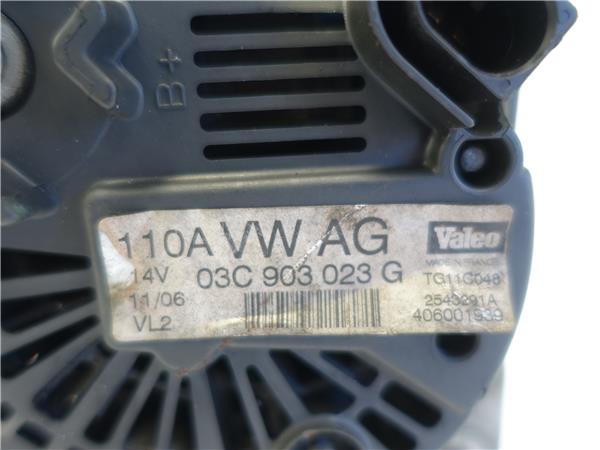 B+
110A VW AG
Valeo
MADE IN FRANCE
14V
03C 903 023 G
TG11C048
11/06
2543291A
VL2
406001939